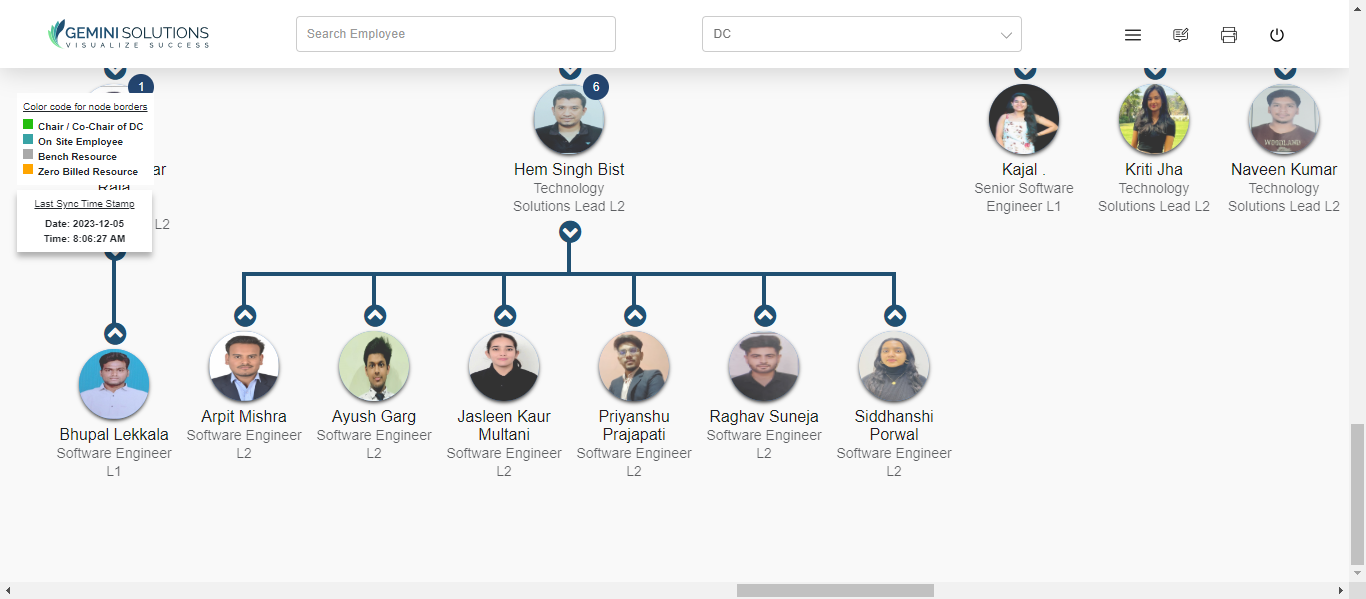 GEMINI SOLUTIONS
VISUALIZE SUCCESS
Search Employee
DC
1
Color code for node borders
Chair / Co-Chair of DC
On Site Employee
Bench Resource
Zero Billed Resource
ar
Raja
L2
Last Sync Time Stamp
Date: 2023-12-05
Time: 8:06:27 AM
6
Hem Singh Bist
Technology
Solutions Lead L2
Kajal .
Senior Software
Engineer L1
Kriti Jha
Technology
Solutions Lead L2
Naveen Kumar
Technology
Solutions Lead L2
Bhupal Lekkala
Software Engineer
L1
Arpit Mishra
Software Engineer
L2
Ayush Garg
Software Engineer
L2
Jasleen Kaur
Multani
Software Engineer
L2
Priyanshu
Prajapati
Software Engineer
L2
Raghav Suneja
Software Engineer
L2
Siddhanshi
Porwal
Software Engineer
L2